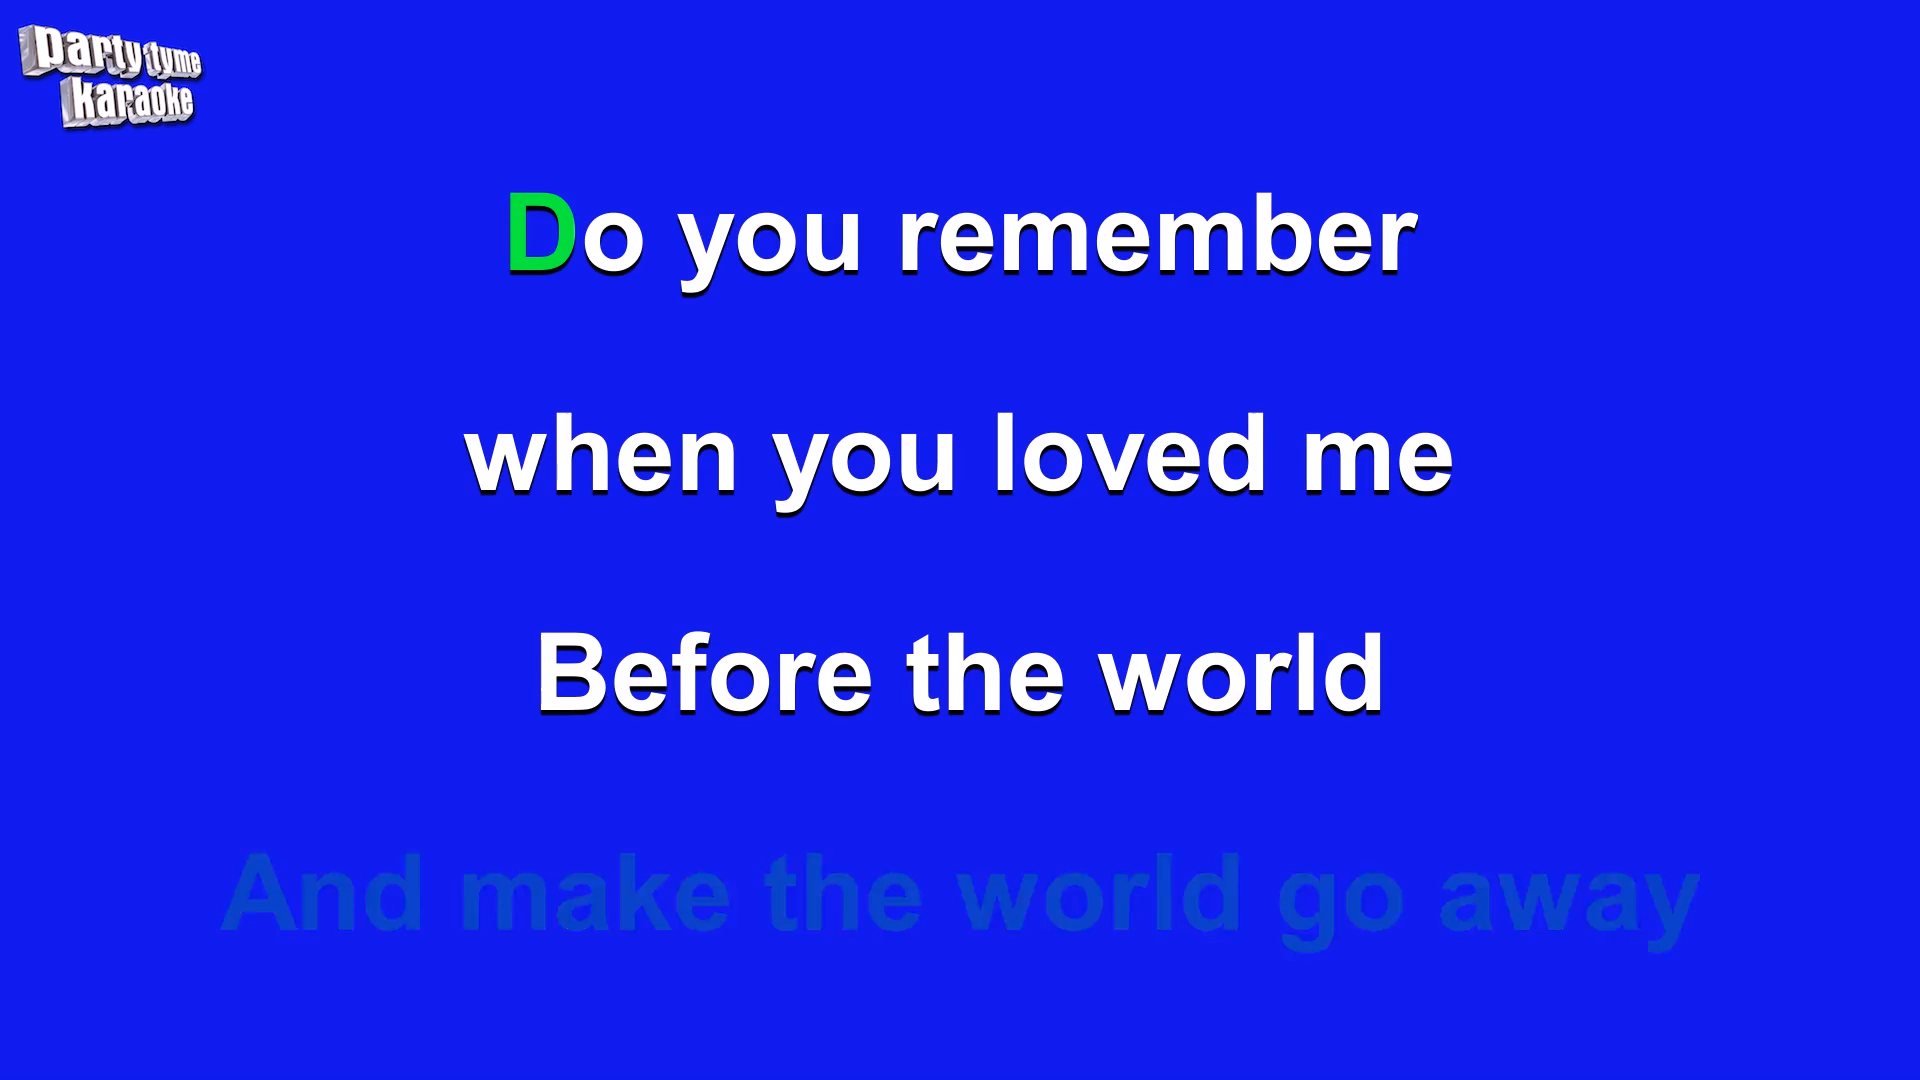 party tyme
karaoke
Do you remember
when you loved me
Before the world
And make the world go away